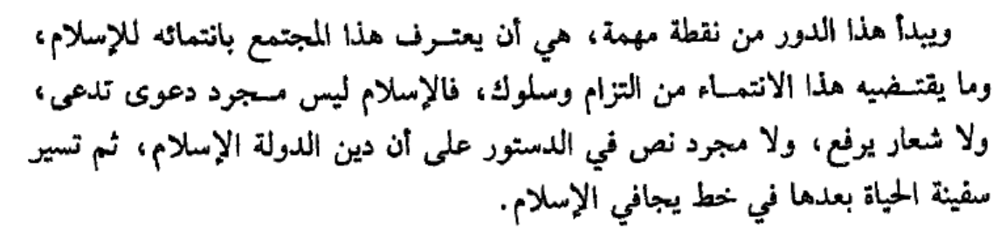 ويبدأ هذا الدور من نقطة مهمة، هي أن يعترف هذا المجتمع بانتمائه للإسلام،
وما يقتضيه هذا الانتماء من التزام وسلوك، فالإسلام ليس مجرد دعوى تدعى،
ولا شعار يرفع، ولا مجرد نص في الدستور على أن دين الدولة الإسلام، ثم تسير
سفينة الحياة بعدها في خط يجافي الإسلام.